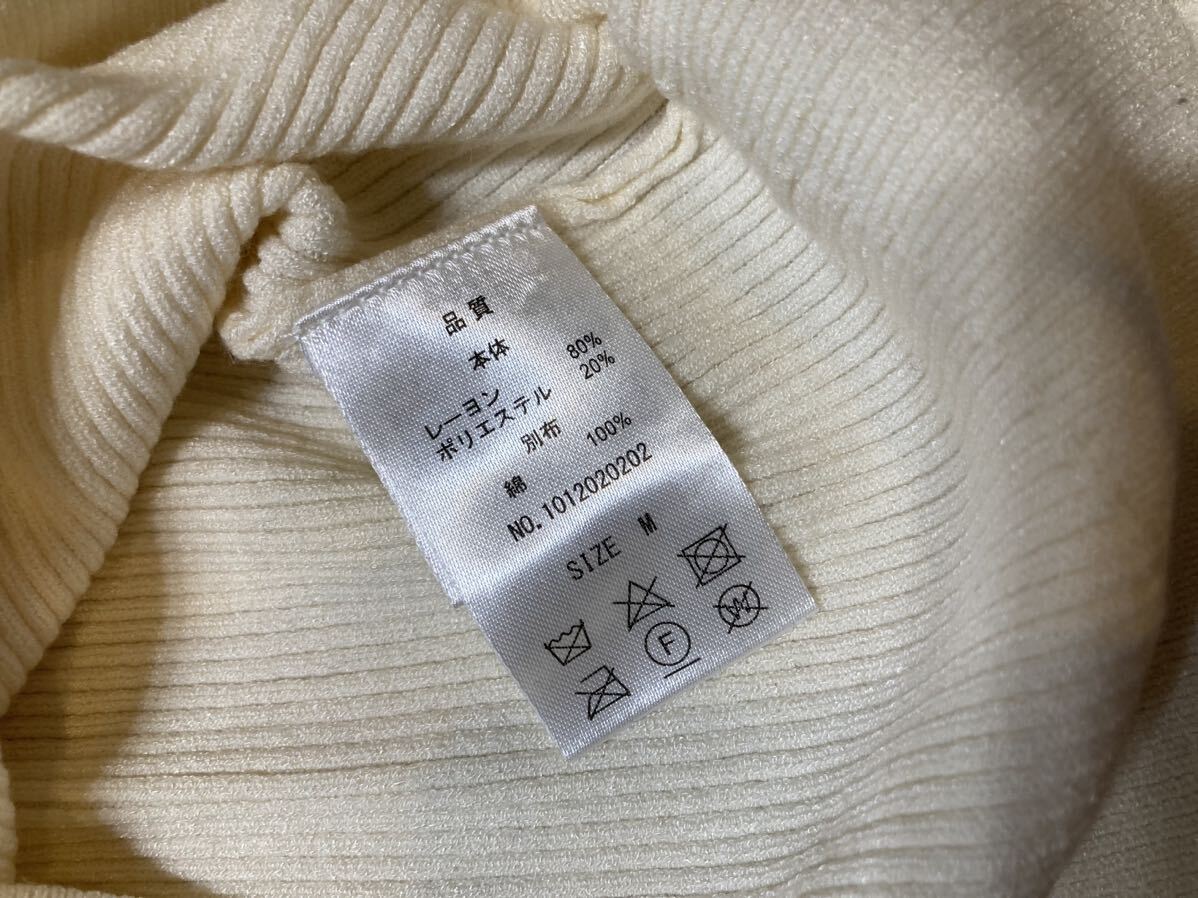 品質
本体
レーヨン 80%
ポリエステル 20%
別布
綿 100%
NO.1012020202
SIZE M
F
W